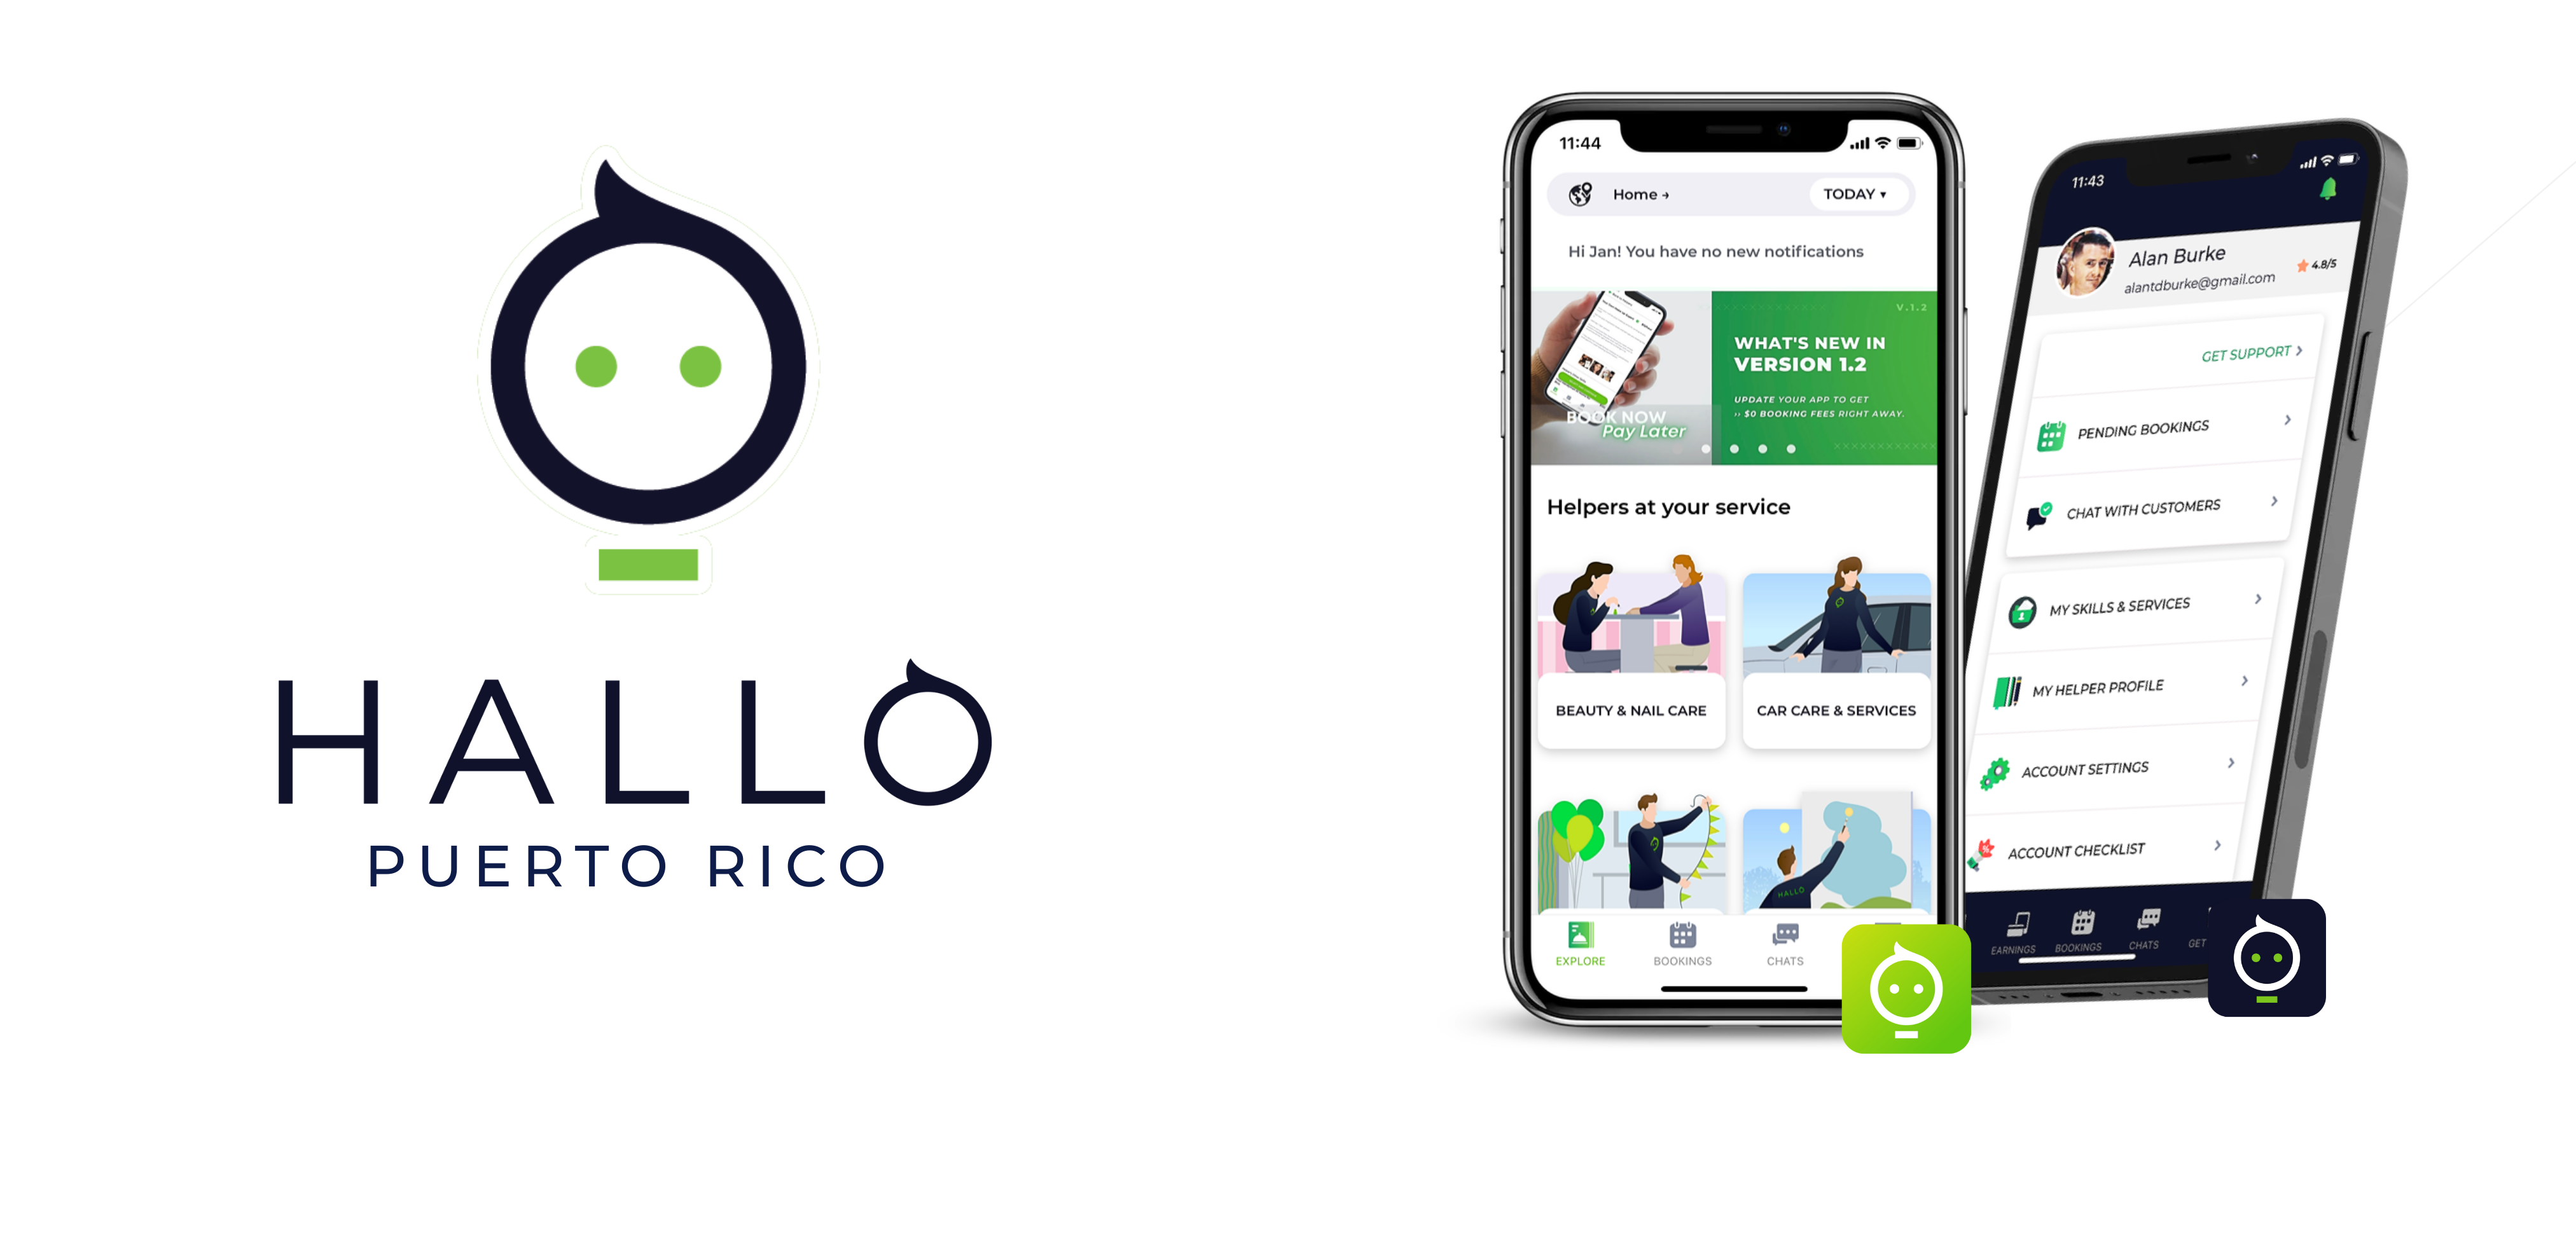 HALLO
PUERTO RICO
11:44
Home →
TODAY ▾
Hi Jan! You have no new notifications
V.1.2
WHAT'S NEW IN
VERSION 1.2
UPDATE YOUR APP TO GET
›› $0 BOOKING FEES RIGHT AWAY.
BOOK NOW
Pay Later
Helpers at your service
BEAUTY & NAIL CARE
CAR CARE & SERVICES
HALLO
EXPLORE
BOOKINGS
CHATS
11:43
Alan Burke
4.8/5
alantdburke@gmail.com
GET SUPPORT ›
PENDING BOOKINGS ›
CHAT WITH CUSTOMERS ›
MY SKILLS & SERVICES ›
MY HELPER PROFILE ›
ACCOUNT SETTINGS ›
ACCOUNT CHECKLIST ›
EARNINGS
BOOKINGS
CHATS
GET